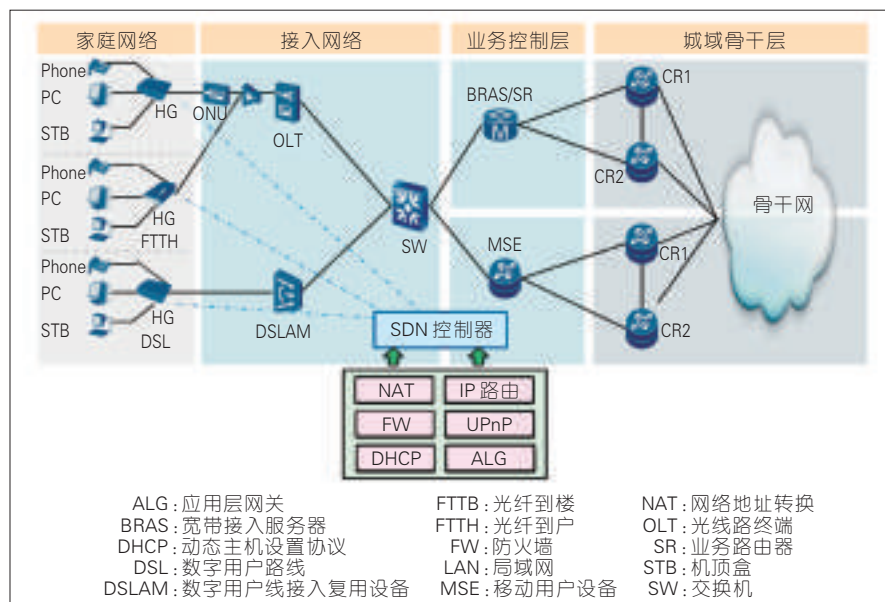 家庭网络 接入网络 业务控制层 城域骨干层
Phone
PC
STB
HG
ONU
OLT
Phone
PC
STB
HG
FTTH
Phone
PC
STB
HG
DSL
DSLAM
SW
BRAS/SR
MSE
CR1
CR2
CR1
CR2
骨干网
SDN控制器
NAT IP路由
FW UPnP
DHCP ALG
ALG:应用层网关
BRAS:宽带接入服务器
DHCP:动态主机设置协议
DSL:数字用户路线
DSLAM:数字用户线接入复用设备
FTTB:光纤到楼
FTTH:光纤到户
FW:防火墙
LAN:局域网
MSE:移动用户设备
NAT:网络地址转换
OLT:光线路终端
SR:业务路由器
STB:机顶盒
SW:交换机